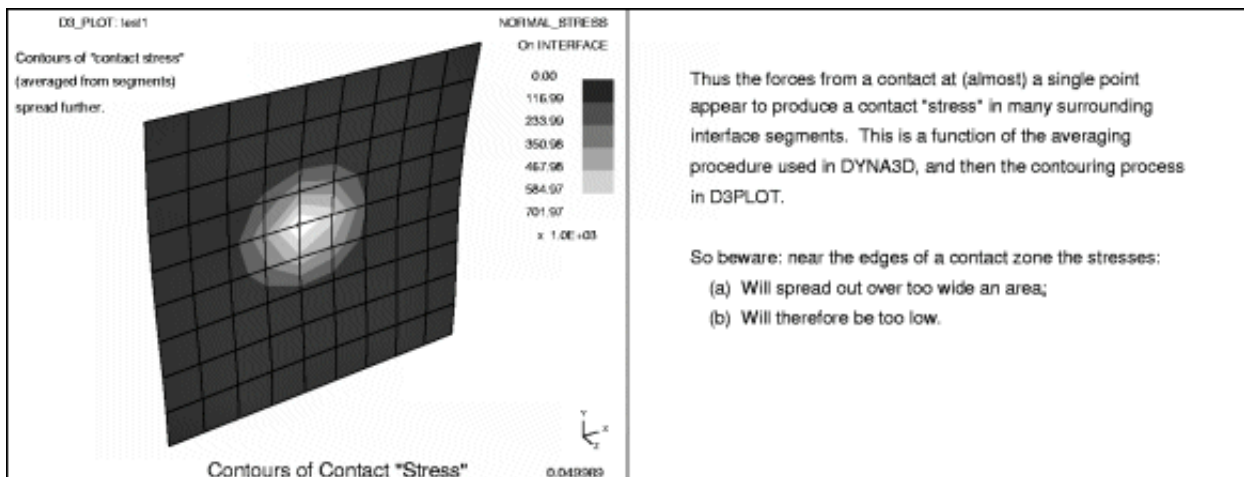 D3_PLOT: test1
NORMAL_STRESS
On INTERFACE
Contours of "contact stress"
(averaged from segments)
spread further.
0.00
116.99
233.99
350.98
467.98
584.97
701.97
x 1.0E+03
Y
X
Z
Contours of Contact "Stress"
0.049989
Thus the forces from a contact at (almost) a single point
appear to produce a contact "stress" in many surrounding
interface segments. This is a function of the averaging
procedure used in DYNA3D, and then the contouring process
in D3PLOT.
So beware: near the edges of a contact zone the stresses:
(a) Will spread out over too wide an area;
(b) Will therefore be too low.